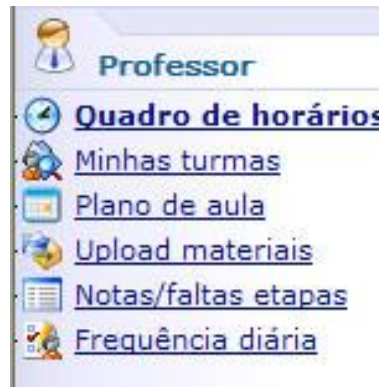 Professor
Quadro de horários
Minhas turmas
Plano de aula
Upload materiais
Notas/faltas etapas
Frequência diária